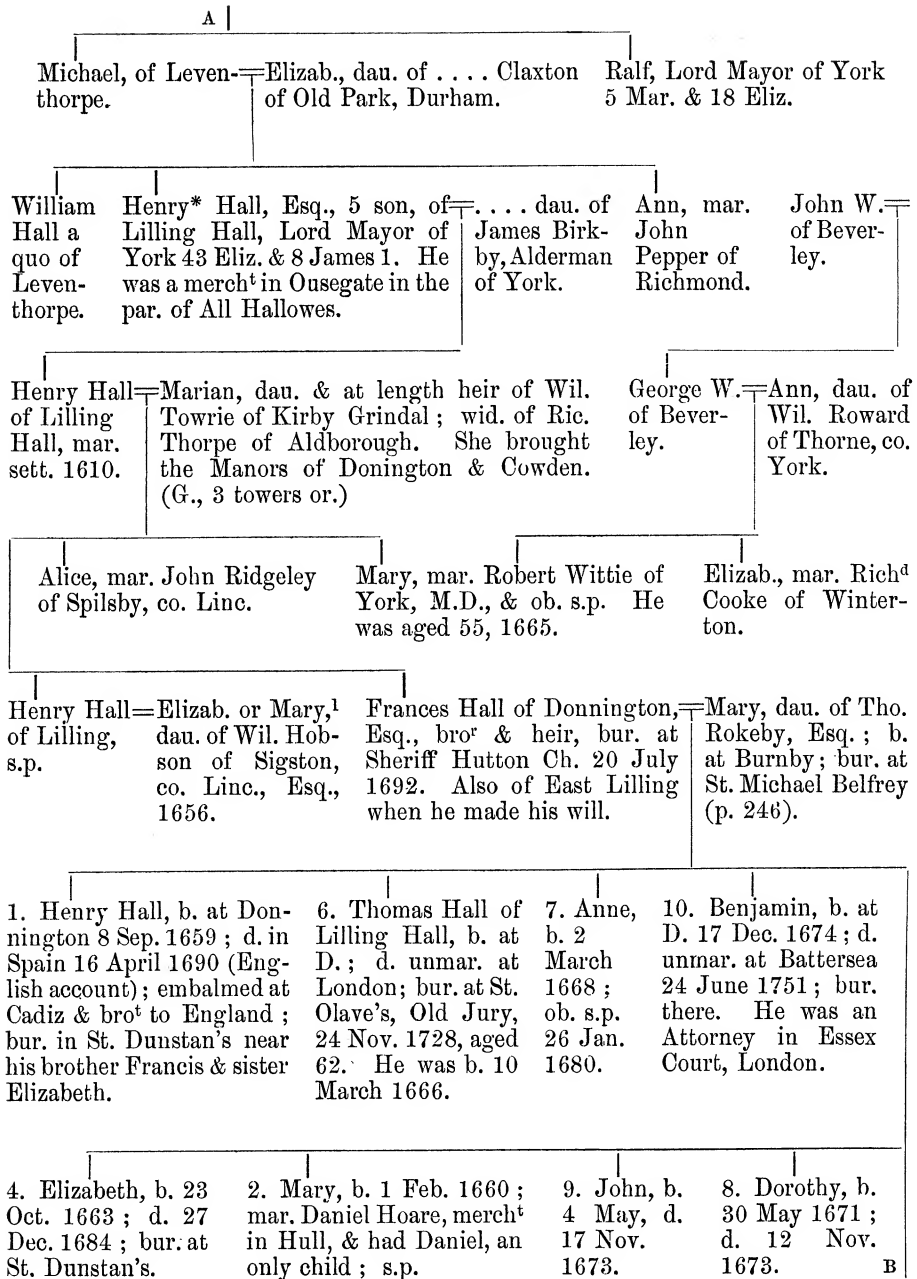 A
Michael, of Leven-
thorpe.
Elizab., dau. of .... Claxton
of Old Park, Durham.
Ralf, Lord Mayor of York
5 Mar. & 18 Eliz.
William
Hall a
quo of
Leven-
thorpe.
Henry* Hall, Esq., 5 son, of
Lilling Hall, Lord Mayor of
York 43 Eliz. & 8 James 1. He
was a mercht in Ousegate in the
par. of All Hallowes.
.... dau. of
James Birk-
by, Alderman
of York.
Ann, mar.
John
Pepper of
Richmond.
John W.
of Bever-
ley.
Henry Hall
of Lilling
Hall, mar.
sett. 1610.
Marian, dau. & at length heir of Wil.
Towrie of Kirby Grindal ; wid. of Ric.
Thorpe of Aldborough. She brought
the Manors of Donington & Cowden.
(G., 3 towers or.)
George W.
of Bever-
ley.
Ann, dau. of
Wil. Roward
of Thorne, co.
York.
Alice, mar. John Ridgeley
of Spilsby, co. Linc.
Mary, mar. Robert Wittie of
York, M.D., & ob. s.p. He
was aged 55, 1665.
Elizab., mar. Richd
Cooke of Winter-
ton.
Henry Hall
of Lilling,
s.p.
Elizab. or Mary,1
dau. of Wil. Hob-
son of Sigston,
co. Linc., Esq.,
1656.
Frances Hall of Donnington,
Esq., bror & heir, bur. at
Sheriff Hutton Ch. 20 July
1692. Also of East Lilling
when he made his will.
Mary, dau. of Tho.
Rokeby, Esq. ; b.
at Burnby ; bur. at
St. Michael Belfrey
(p. 246).
1. Henry Hall, b. at Don-
nington 8 Sep. 1659 ; d. in
Spain 16 April 1690 (Eng-
lish account) ; embalmed at
Cadiz & brot to England ;
bur. in St. Dunstan's near
his brother Francis & sister
Elizabeth.
6. Thomas Hall of
Lilling Hall, b. at
D. ; d. unmar. at
London; bur. at St.
Olave's, Old Jury,
24 Nov. 1728, aged
62. He was b. 10
March 1666.
7. Anne,
b. 2
March
1668 ;
ob. s.p.
26 Jan.
1680.
10. Benjamin, b. at
D. 17 Dec. 1674 ; d.
unmar. at Battersea
24 June 1751 ; bur.
there. He was an
Attorney in Essex
Court, London.
4. Elizabeth, b. 23
Oct. 1663 ; d. 27
Dec. 1684 ; bur. at
St. Dunstan's.
2. Mary, b. 1 Feb. 1660 ;
mar. Daniel Hoare, mercht
in Hull, & had Daniel, an
only child ; s.p.
9. John, b.
4 May, d.
17 Nov.
1673.
8. Dorothy, b.
30 May 1671 ;
d. 12 Nov.
1673.
B